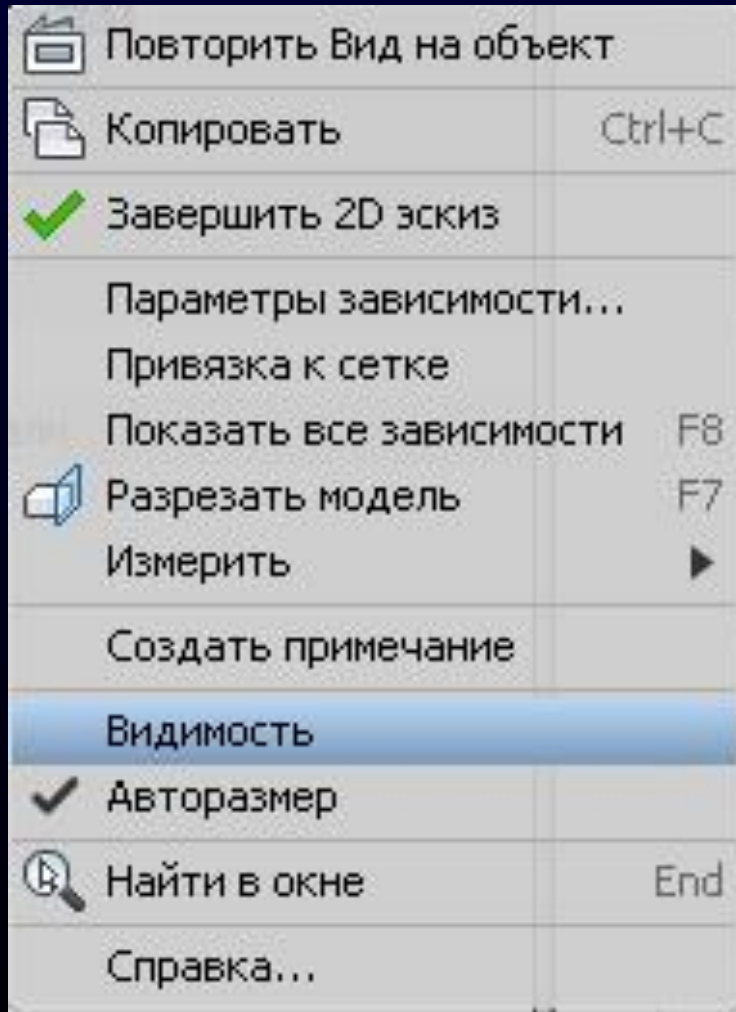 Повторить Вид на объект
Копировать Ctrl+C
Завершить 2D эскиз
Параметры зависимости...
Привязка к сетке
Показать все зависимости F8
Разрезать модель F7
Измерить
Создать примечание
Видимость
Авторазмер
Найти в окне End
Справка...